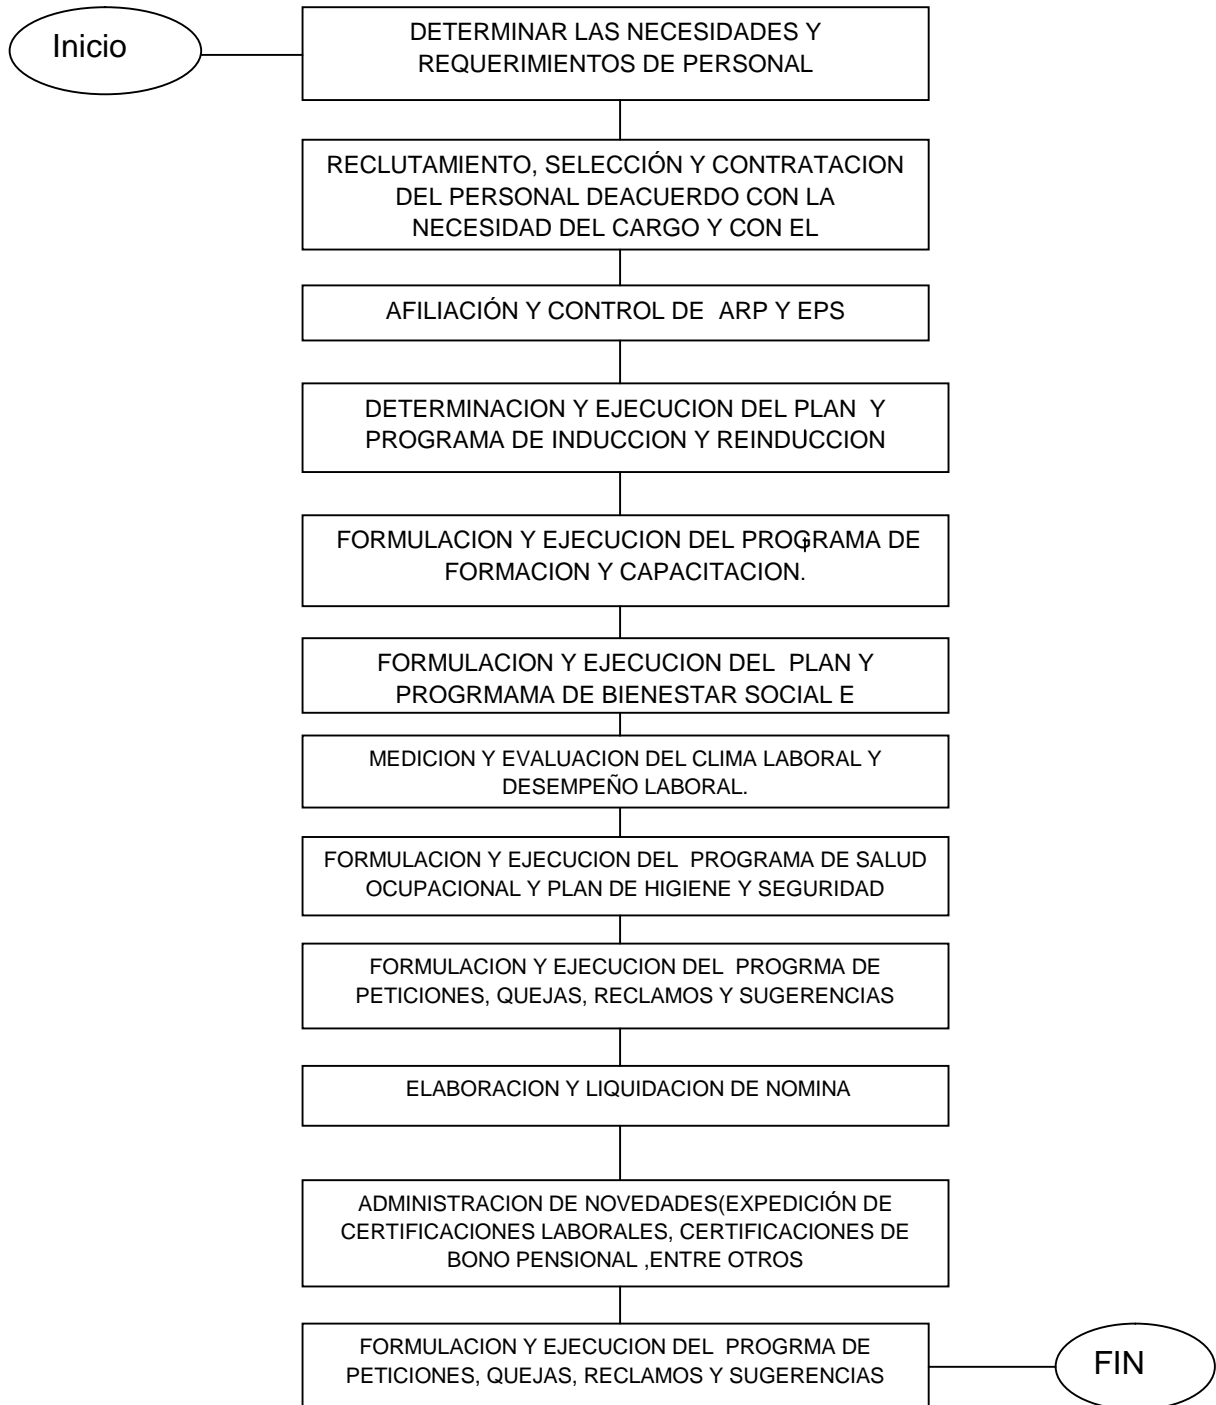 Inicio
DETERMINAR LAS NECESIDADES Y
REQUERIMIENTOS DE PERSONAL
RECLUTAMIENTO, SELECCIÓN Y CONTRATACION
DEL PERSONAL DEACUERDO CON LA
NECESIDAD DEL CARGO Y CON EL
AFILIACIÓN Y CONTROL DE ARP Y EPS
DETERMINACION Y EJECUCION DEL PLAN Y
PROGRAMA DE INDUCCION Y REINDUCCION
FORMULACION Y EJECUCION DEL PROGRAMA DE
FORMACION Y CAPACITACION.
FORMULACION Y EJECUCION DEL PLAN Y
PROGRMAMA DE BIENESTAR SOCIAL E
MEDICION Y EVALUACION DEL CLIMA LABORAL Y
DESEMPEÑO LABORAL.
FORMULACION Y EJECUCION DEL PROGRAMA DE SALUD
OCUPACIONAL Y PLAN DE HIGIENE Y SEGURIDAD
FORMULACION Y EJECUCION DEL PROGRMA DE
PETICIONES, QUEJAS, RECLAMOS Y SUGERENCIAS
ELABORACION Y LIQUIDACION DE NOMINA
ADMINISTRACION DE NOVEDADES(EXPEDICIÓN DE
CERTIFICACIONES LABORALES, CERTIFICACIONES DE
BONO PENSIONAL ,ENTRE OTROS
FORMULACION Y EJECUCION DEL PROGRMA DE
PETICIONES, QUEJAS, RECLAMOS Y SUGERENCIAS
FIN